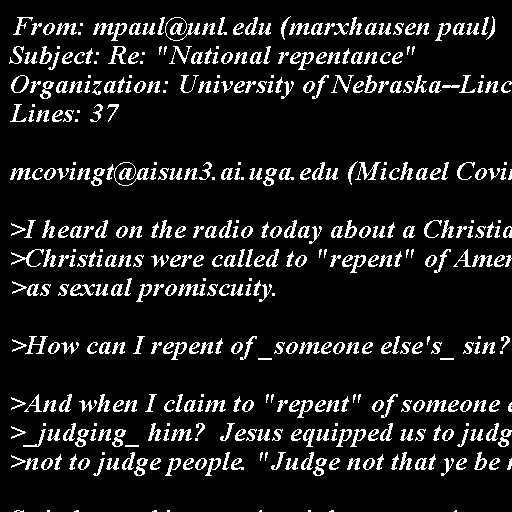 From: mpaul@unl.edu (marxhausen paul)
Subject: Re: "National repentance"
Organization: University of Nebraska--Linc
Lines: 37
mcovingt@aisun3.ai.uga.edu (Michael Covin
>I heard on the radio today about a Christia
>Christians were called to "repent" of Amer
>as sexual promiscuity.
>How can I repent of _someone else's_ sin?
>And when I claim to "repent" of someone e
>_judging_ him?  Jesus equipped us to judg
>not to judge people. "Judge not that ye be